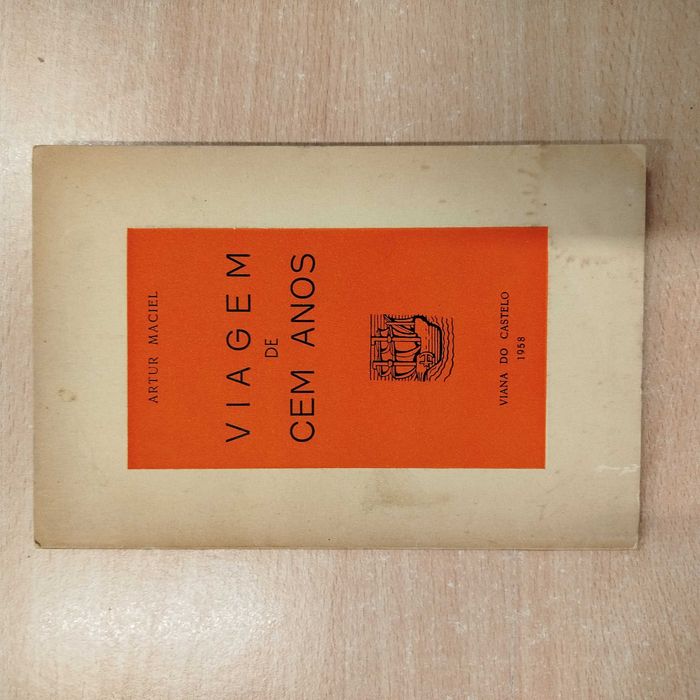 ARTUR MACIEL
VIAGEM
DE
CEM ANOS
VIANA DO CASTELO
1958